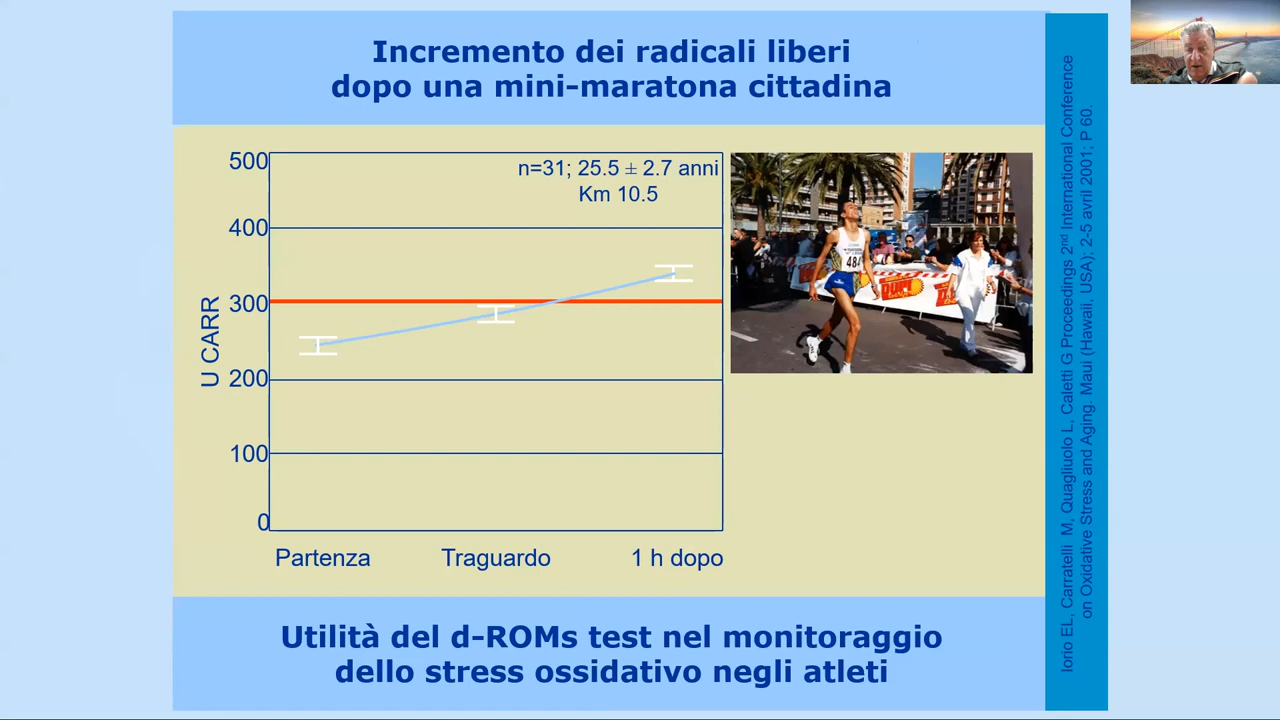 Incremento dei radicali liberi
dopo una mini-maratona cittadina
500
400
300
200
100
0
U CARR
n=31; 25.5 ± 2.7 anni
Km 10.5
Partenza
Traguardo
1 h dopo
484
Utilità del d-ROMs test nel monitoraggio
dello stress ossidativo negli atleti
Iorio EL, Carratelli M, Quagliuolo L, Caletti G Proceedings 2nd International Conference
on Oxidative Stress and Aging. Maui (Hawaii, USA); 2-5 avril 2001; P 60.